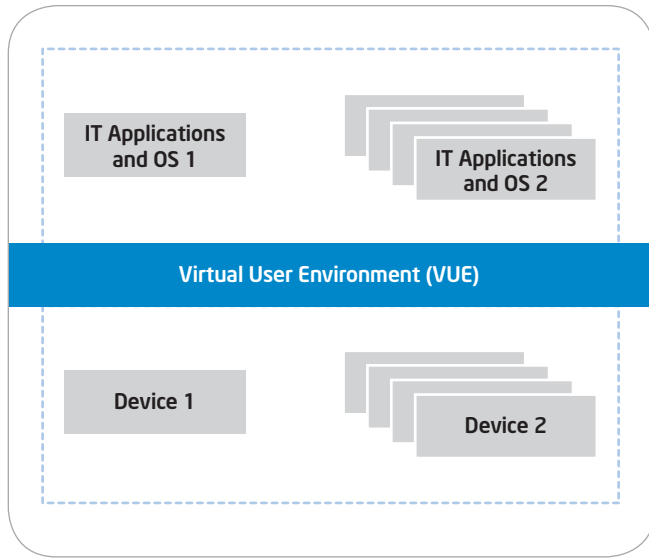 IT Applications
and OS 1
IT Applications
and OS 2
Virtual User Environment (VUE)
Device 1
Device 2